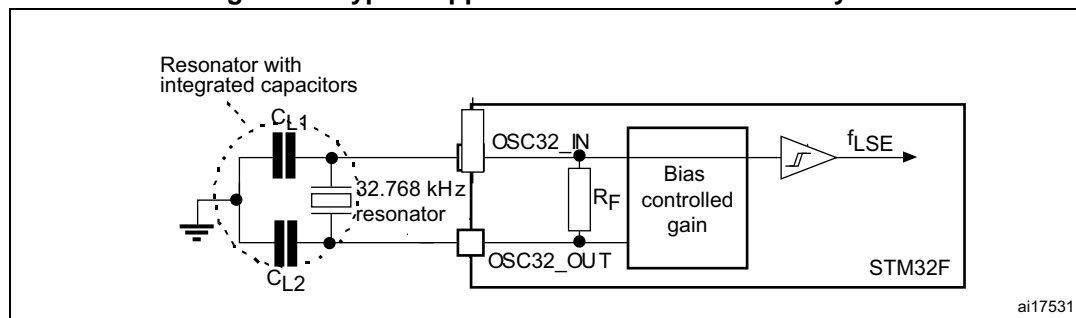 Resonator with
integrated capacitors
CL1
OSC32_IN
fLSE
32.768 kHz
resonator
RF
Bias
controlled
gain
OSC32_OUT
STM32F
CL2
ai17531